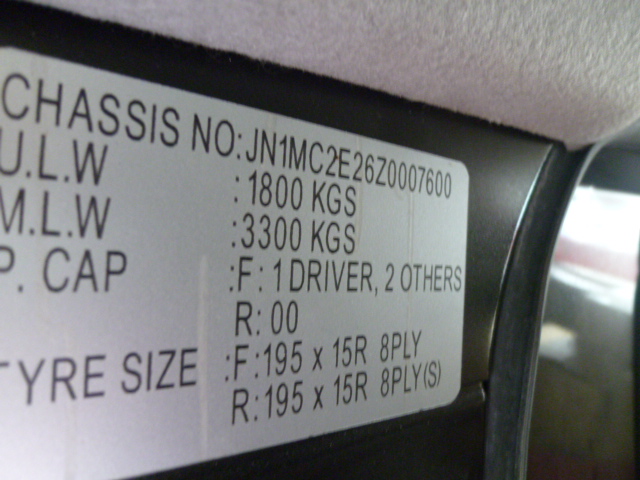 CHASSIS NO: JN1MC2E26Z0007600
U.L.W : 1800 KGS
M.L.W : 3300 KGS
P. CAP : F : 1 DRIVER, 2 OTHERS
R: 00
TYRE SIZE : F : 195 x 15R 8PLY
R : 195 x 15R 8PLY(S)